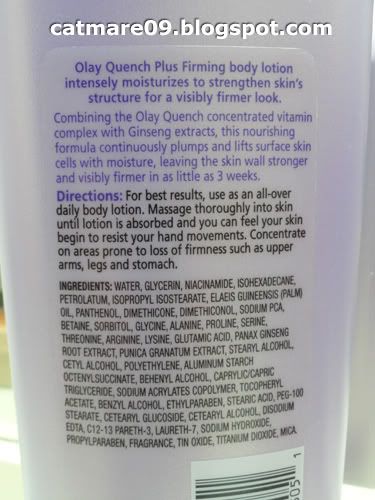 catmare09.blogspot.com
Olay Quench Plus Firming body lotion
intensely moisturizes to strengthen skin's
structure for a visibly firmer look.
Combining the Olay Quench concentrated vitamin
complex with Ginseng extracts, this nourishing
formula continuously plumps and lifts surface skin
cells with moisture, leaving the skin wall stronger
and visibly firmer in as little as 3 weeks.
Directions: For best results, use as an all-over
daily body lotion. Massage thoroughly into skin
until lotion is absorbed and you can feel your skin
begin to resist your hand movements. Concentrate
on areas prone to loss of firmness such as upper
arms, legs and stomach.
INGREDIENTS: WATER, GLYCERIN, NIACINAMIDE, ISOHEXADECANE,
PETROLATUM, ISOPROPYL ISOSTEARATE, ELAEIS GUINEENSIS (PALM)
OIL, PANTHENOL, DIMETHICONE, DIMETHICONOL, SODIUM PCA,
BETAINE, SORBITOL, GLYCINE, ALANINE, PROLINE, SERINE,
THREONINE, ARGININE, LYSINE, GLUTAMIC ACID, PANAX GINSENG
ROOT EXTRACT, PUNICA GRANATUM EXTRACT, STEARYL ALCOHOL,
CETYL ALCOHOL, POLYETHYLENE, ALUMINUM STARCH
OCTENYLSUCCINATE, BEHENYL ALCOHOL, CAPRYLIC/CAPRIC
TRIGLYCERIDE, SODIUM ACRYLATES COPOLYMER, TOCOPHERYL
ACETATE, BENZYL ALCOHOL, ETHYLPARABEN, STEARIC ACID, PEG-100
STEARATE, CETEARYL GLUCOSIDE, CETEARYL ALCOHOL, DISODIUM
EDTA, C12-13 PARETH-3, LAURETH-7, SODIUM HYDROXIDE,
PROPYLPARABEN, FRAGRANCE, TIN OXIDE, TITANIUM DIOXIDE, MICA.